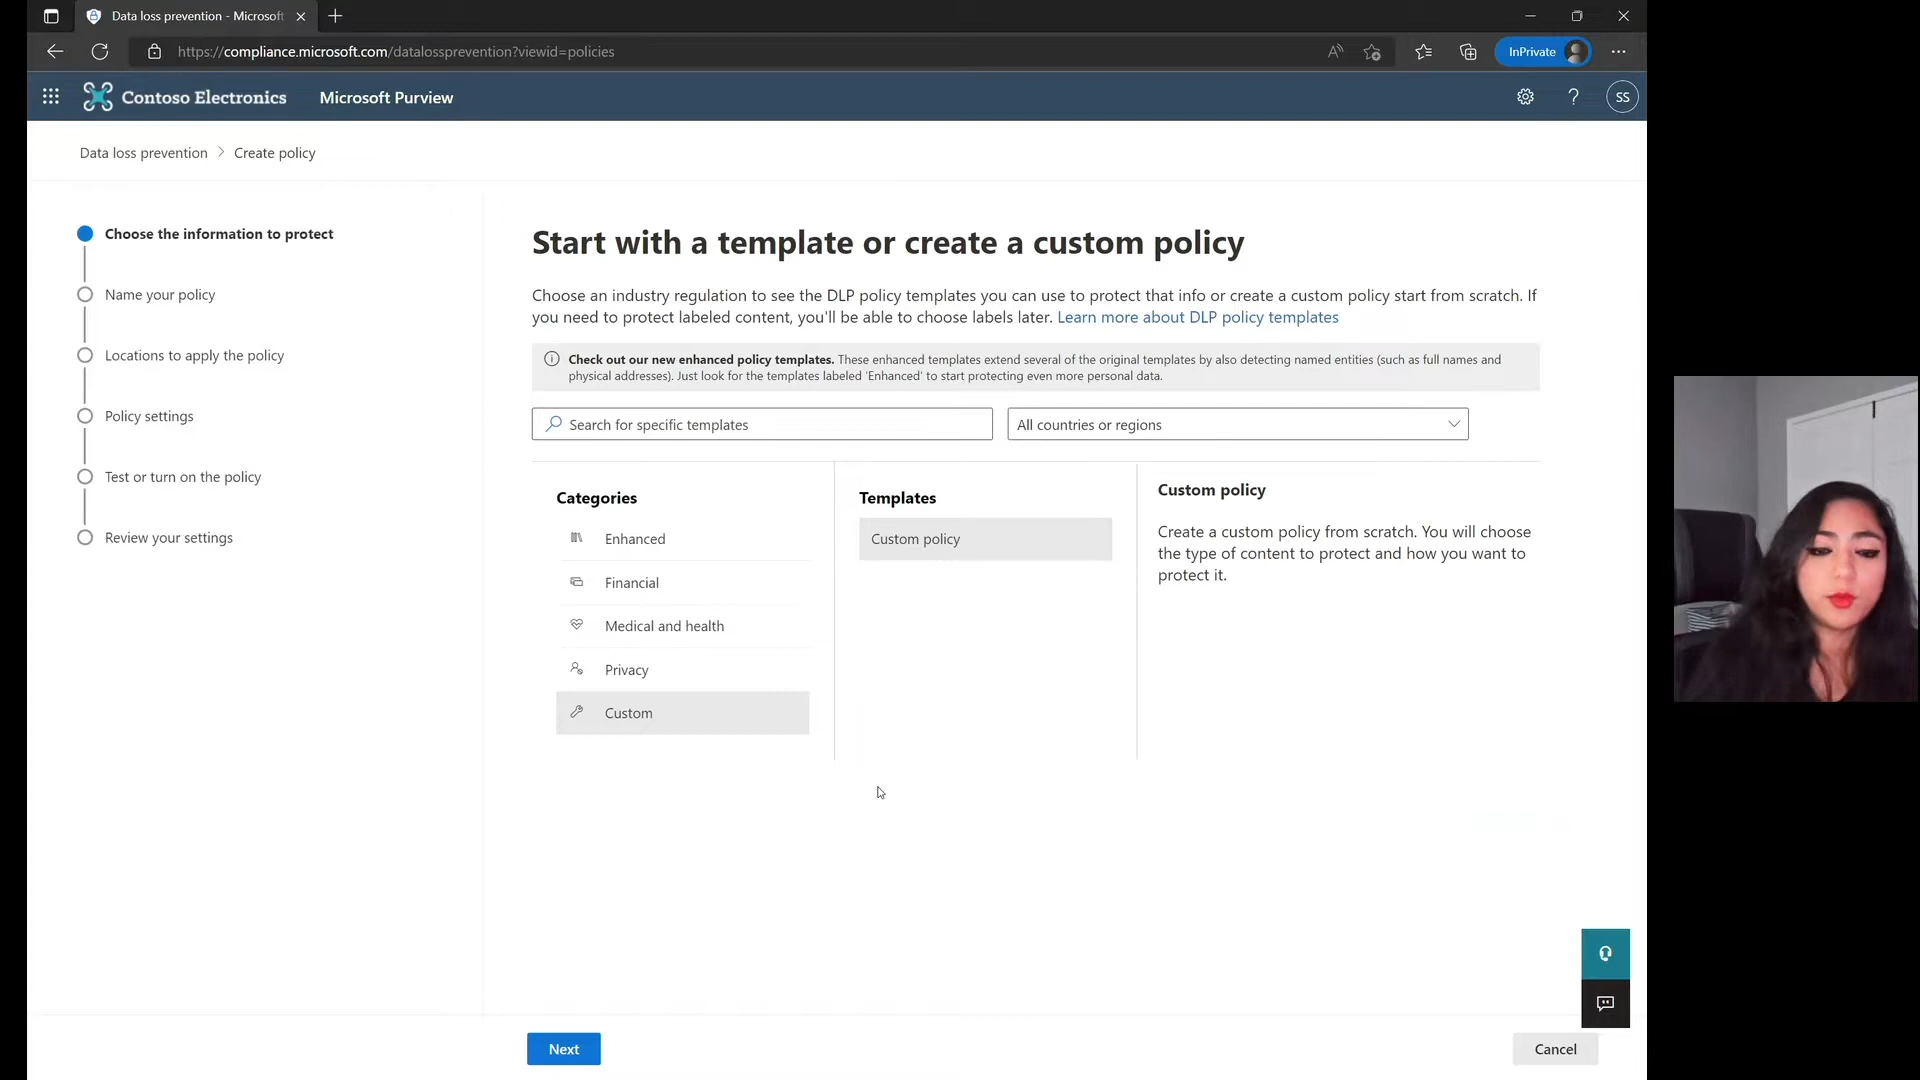 Data loss prevention - Microsoft
https://compliance.microsoft.com/datalossprevention?viewid=policies
InPrivate
Contoso Electronics
Microsoft Purview
?
SS
Data loss prevention > Create policy
Choose the information to protect
Name your policy
Locations to apply the policy
Policy settings
Test or turn on the policy
Review your settings
Start with a template or create a custom policy
Choose an industry regulation to see the DLP policy templates you can use to protect that info or create a custom policy start from scratch. If
you need to protect labeled content, you'll be able to choose labels later. Learn more about DLP policy templates
Check out our new enhanced policy templates. These enhanced templates extend several of the original templates by also detecting named entities (such as full names and
physical addresses). Just look for the templates labeled 'Enhanced' to start protecting even more personal data.
Search for specific templates
All countries or regions
Categories
Enhanced
Financial
Medical and health
Privacy
Custom
Templates
Custom policy
Custom policy
Create a custom policy from scratch. You will choose
the type of content to protect and how you want to
protect it.
Next
Cancel